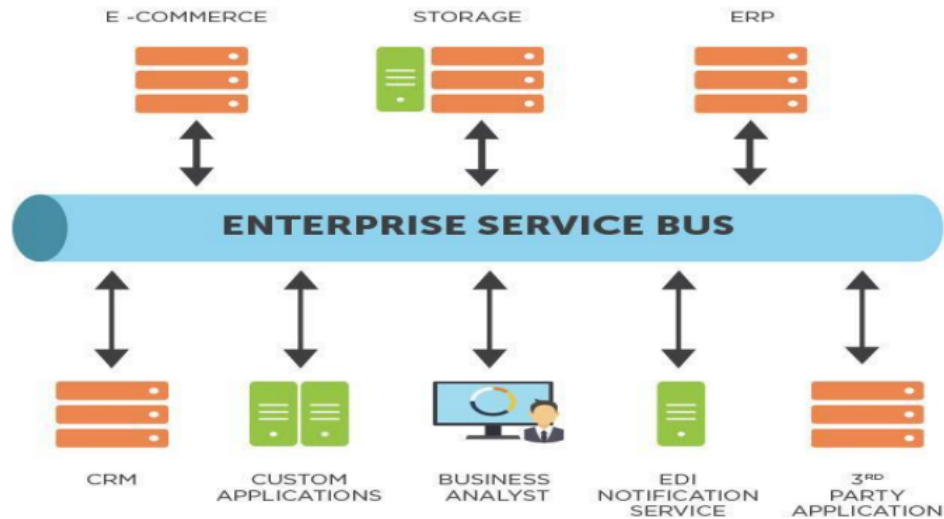 E -COMMERCE
STORAGE
ERP
ENTERPRISE SERVICE BUS
CRM
CUSTOM
APPLICATIONS
BUSINESS
ANALYST
EDI
NOTIFICATION
SERVICE
3RD
PARTY
APPLICATION